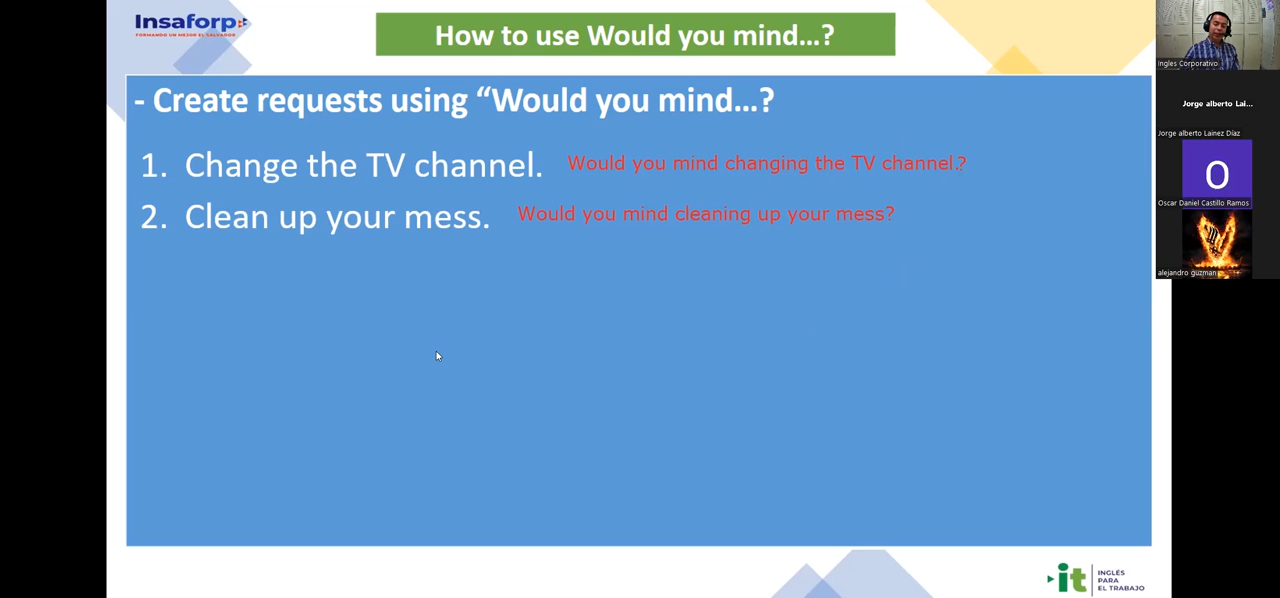 Insaforp
FORMANDO UN MEJOR EL SALVADOR
How to use Would you mind...?
- Create requests using “Would you mind...?
1. Change the TV channel. Would you mind changing the TV channel.?
2. Clean up your mess. Would you mind cleaning up your mess?
Ingles Corporativo
Jorge alberto Lai...
Jorge alberto Lainez Díaz
O
Oscar Daniel Castillo Ramos
alejandro guzman
it
INGLÉS
PARA
EL TRABAJO